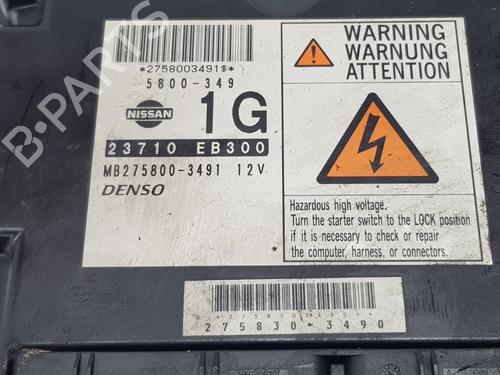 *2758003491$*
5800-349
NISSAN
1G
23710 EB300
MB275800-3491 12V
DENSO
WARNING
WARNUNG
ATTENTION
Hazardous high voltage.
Turn the starter switch to the LOCK position
if it is necessary to check or repair
the computer, harness, or connectors.
275830-3490